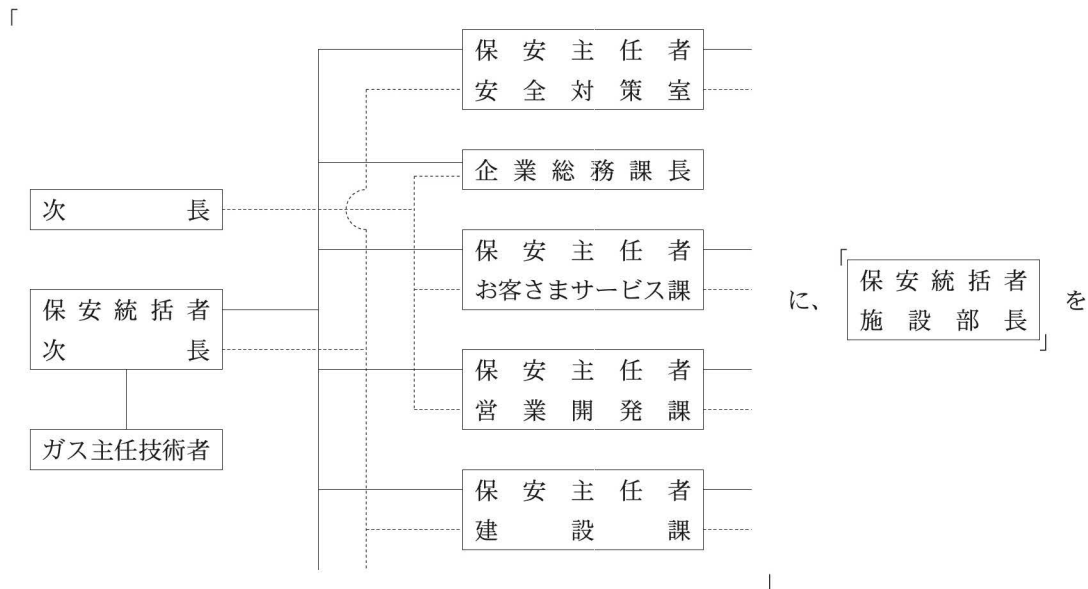 「
保安主任者
安全対策室
企業総務課長
次長
保安主任者
お客さまサービス課
保安統括者
次長
保安主任者
営業開発課
ガス主任技術者
保安主任者
建設課
」
に、
「保安統括者
施設部長」
を